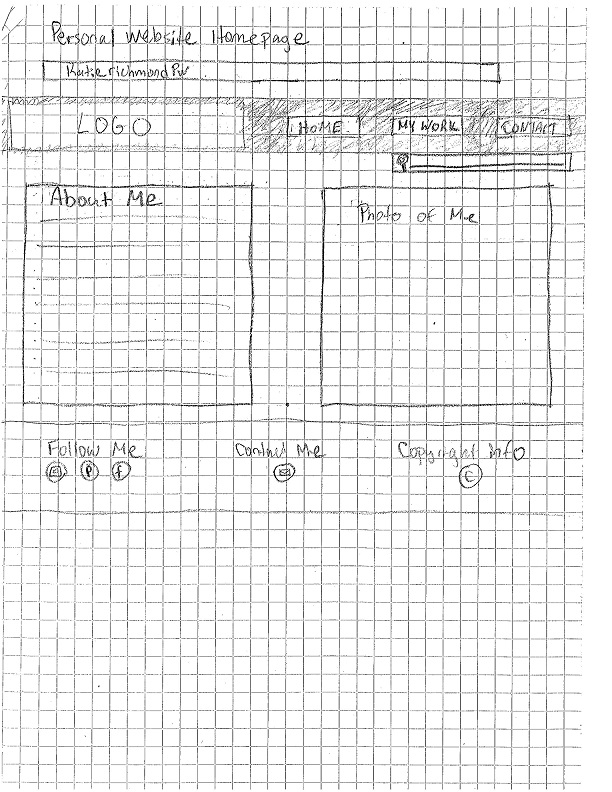 Personal Website Homepage
Katierichmond
LOGO
HOME MY WORK CONTACT
About Me
Photo of Me
Follow Me Contact Me Copyright Info
P f C